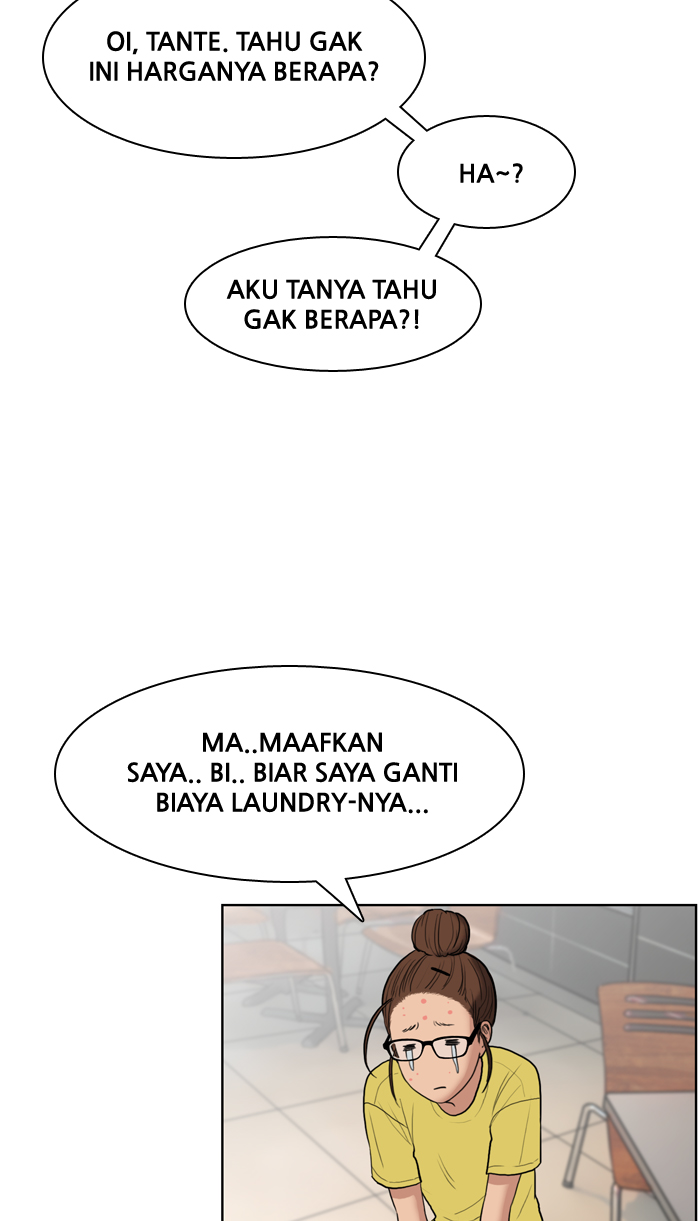 OI, TANTE. TAHU GAK
INI HARGANYA BERAPA?
HA~?
AKU TANYA TAHU
GAK BERAPA?!
MA..MAAFKAN
SAYA.. BI.. BIAR SAYA GANTI
BIAYA LAUNDRY-NYA...